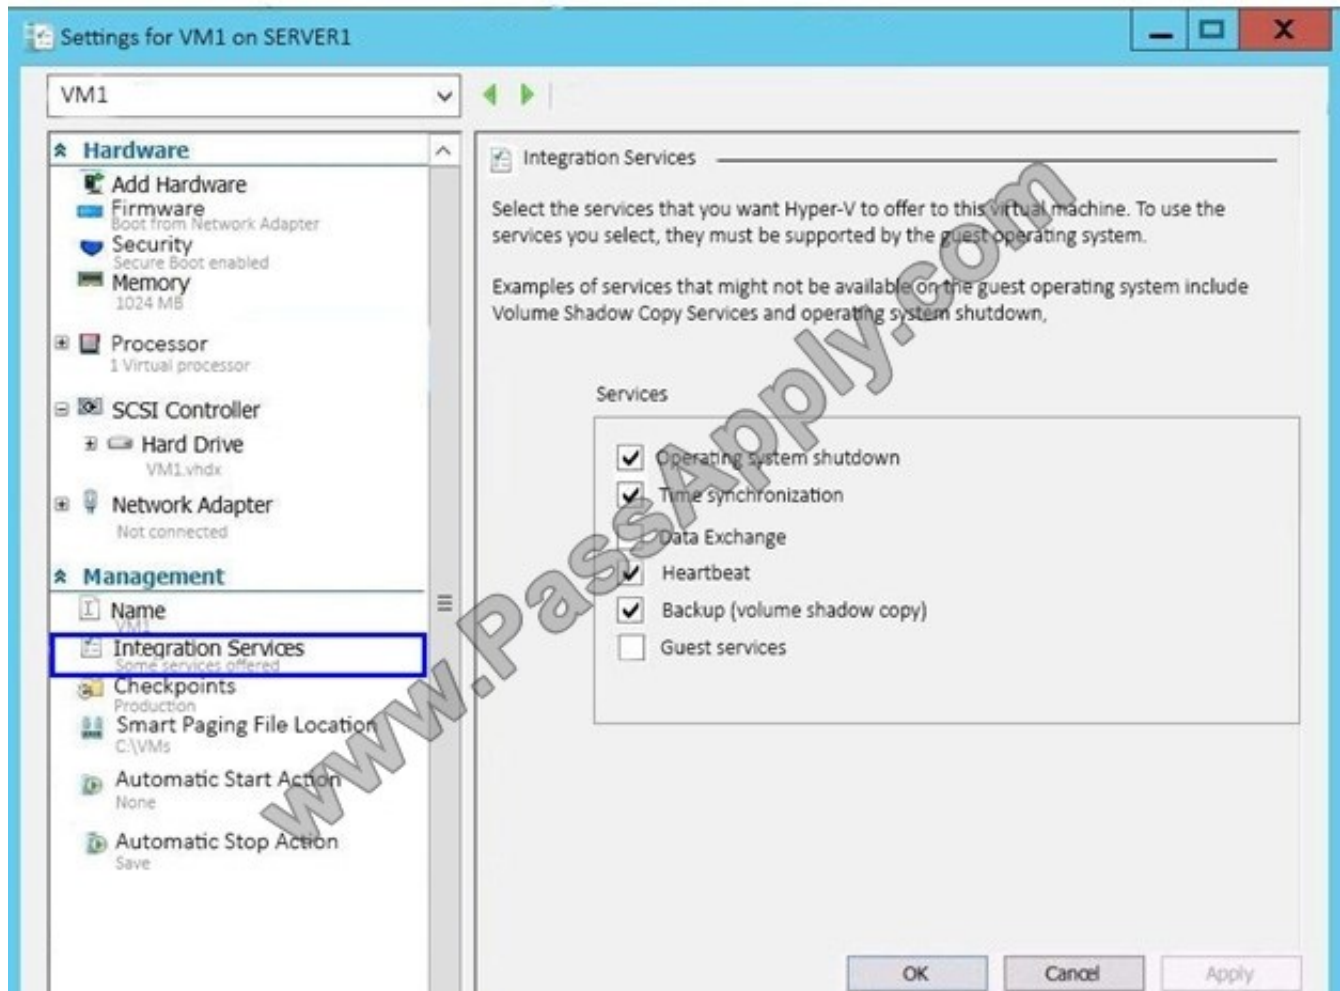 Settings for VM1 on SERVER1
X
VM1
Hardware
Add Hardware
Firmware
Boot from Network Adapter
Security
Secure Boot enabled
Memory
1024 MB
Processor
1 Virtual processor
SCSI Controller
Hard Drive
VM1.vhdx
Network Adapter
Not connected
Management
Name
VM1
Integration Services
Some services offered
Checkpoints
Production
Smart Paging File Location
C:\VMs
Automatic Start Action
None
Automatic Stop Action
Save
Integration Services
Select the services that you want Hyper-V to offer to this virtual machine. To use the
services you select, they must be supported by the guest operating system.
Examples of services that might not be available on the guest operating system include
Volume Shadow Copy Services and operating system shutdown,
Services
Operating system shutdown
Time synchronization
Data Exchange
Heartbeat
Backup (volume shadow copy)
Guest services
OK
Cancel
Apply
www.PassApply.com